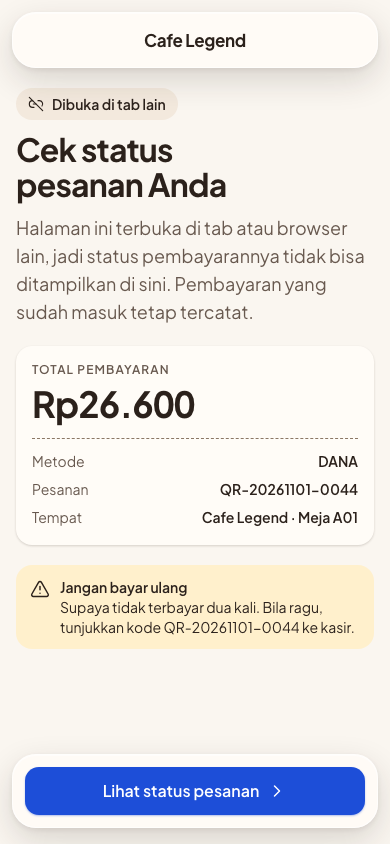 Cafe Legend
Dibuka di tab lain
Cek status
pesanan Anda
Halaman ini terbuka di tab atau browser
lain, jadi status pembayarannya tidak bisa
ditampilkan di sini. Pembayaran yang
sudah masuk tetap tercatat.
TOTAL PEMBAYARAN
Rp26.600
Metode DANA
Pesanan QR-20261101-0044
Tempat Cafe Legend · Meja A01
Jangan bayar ulang
Supaya tidak terbayar dua kali. Bila ragu,
tunjukkan kode QR-20261101-0044 ke kasir.
Lihat status pesanan